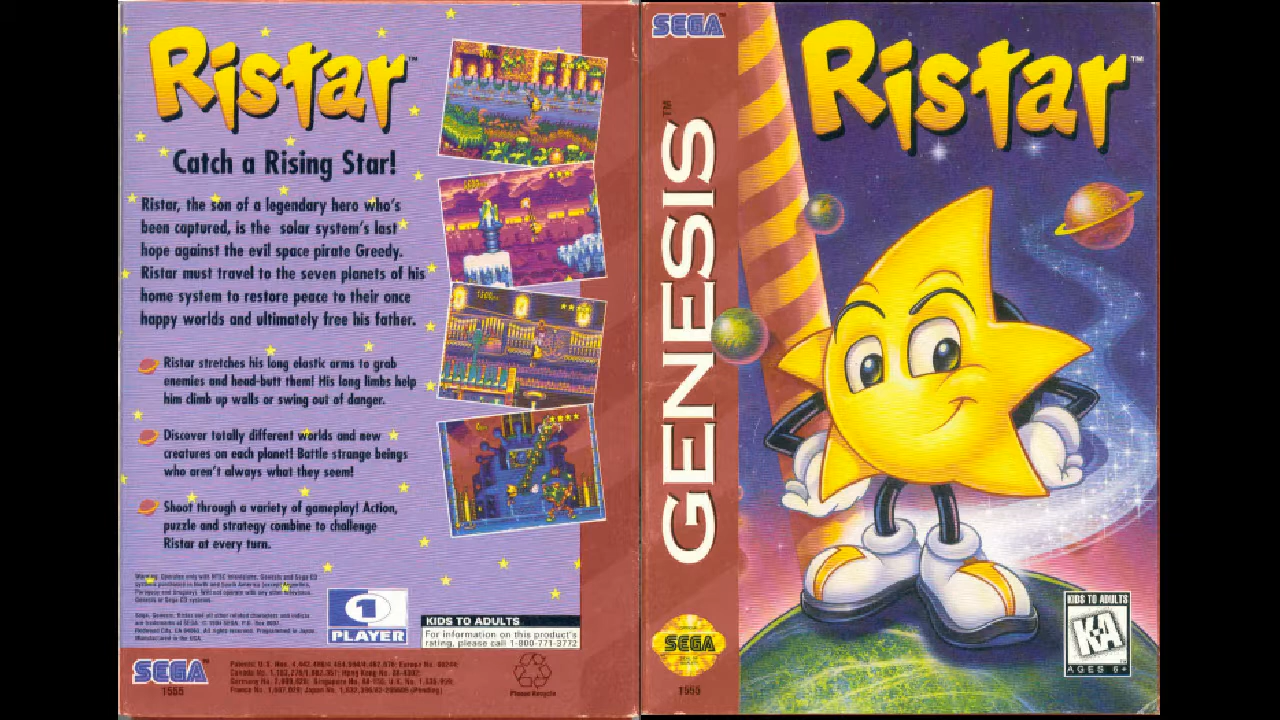 Ristar™
Catch a Rising Star!
Ristar, the son of a legendary hero who's
been captured, is the solar system's last
hope against the evil space pirate Greedy.
Ristar must travel to the seven planets of his
home system to restore peace to their once
happy worlds and ultimately free his father.
Ristar stretches his long elastic arms to grab
enemies and head-butt them! His long limbs help
him climb up walls or swing out of danger.
Discover totally different worlds and new
creatures on each planet! Battle strange beings
who aren't always what they seem!
Shoot through a variety of gameplay! Action,
puzzle and strategy combine to challenge
Ristar at every turn.
1
PLAYER
KIDS TO ADULTS
For information on this product's
rating, please call 1-800-771-3772
SEGA™
1555
Please Recycle
SEGA™
GENESIS™
SEGA
1555
Ristar™
KIDS TO ADULTS
K-A
AGES 6+